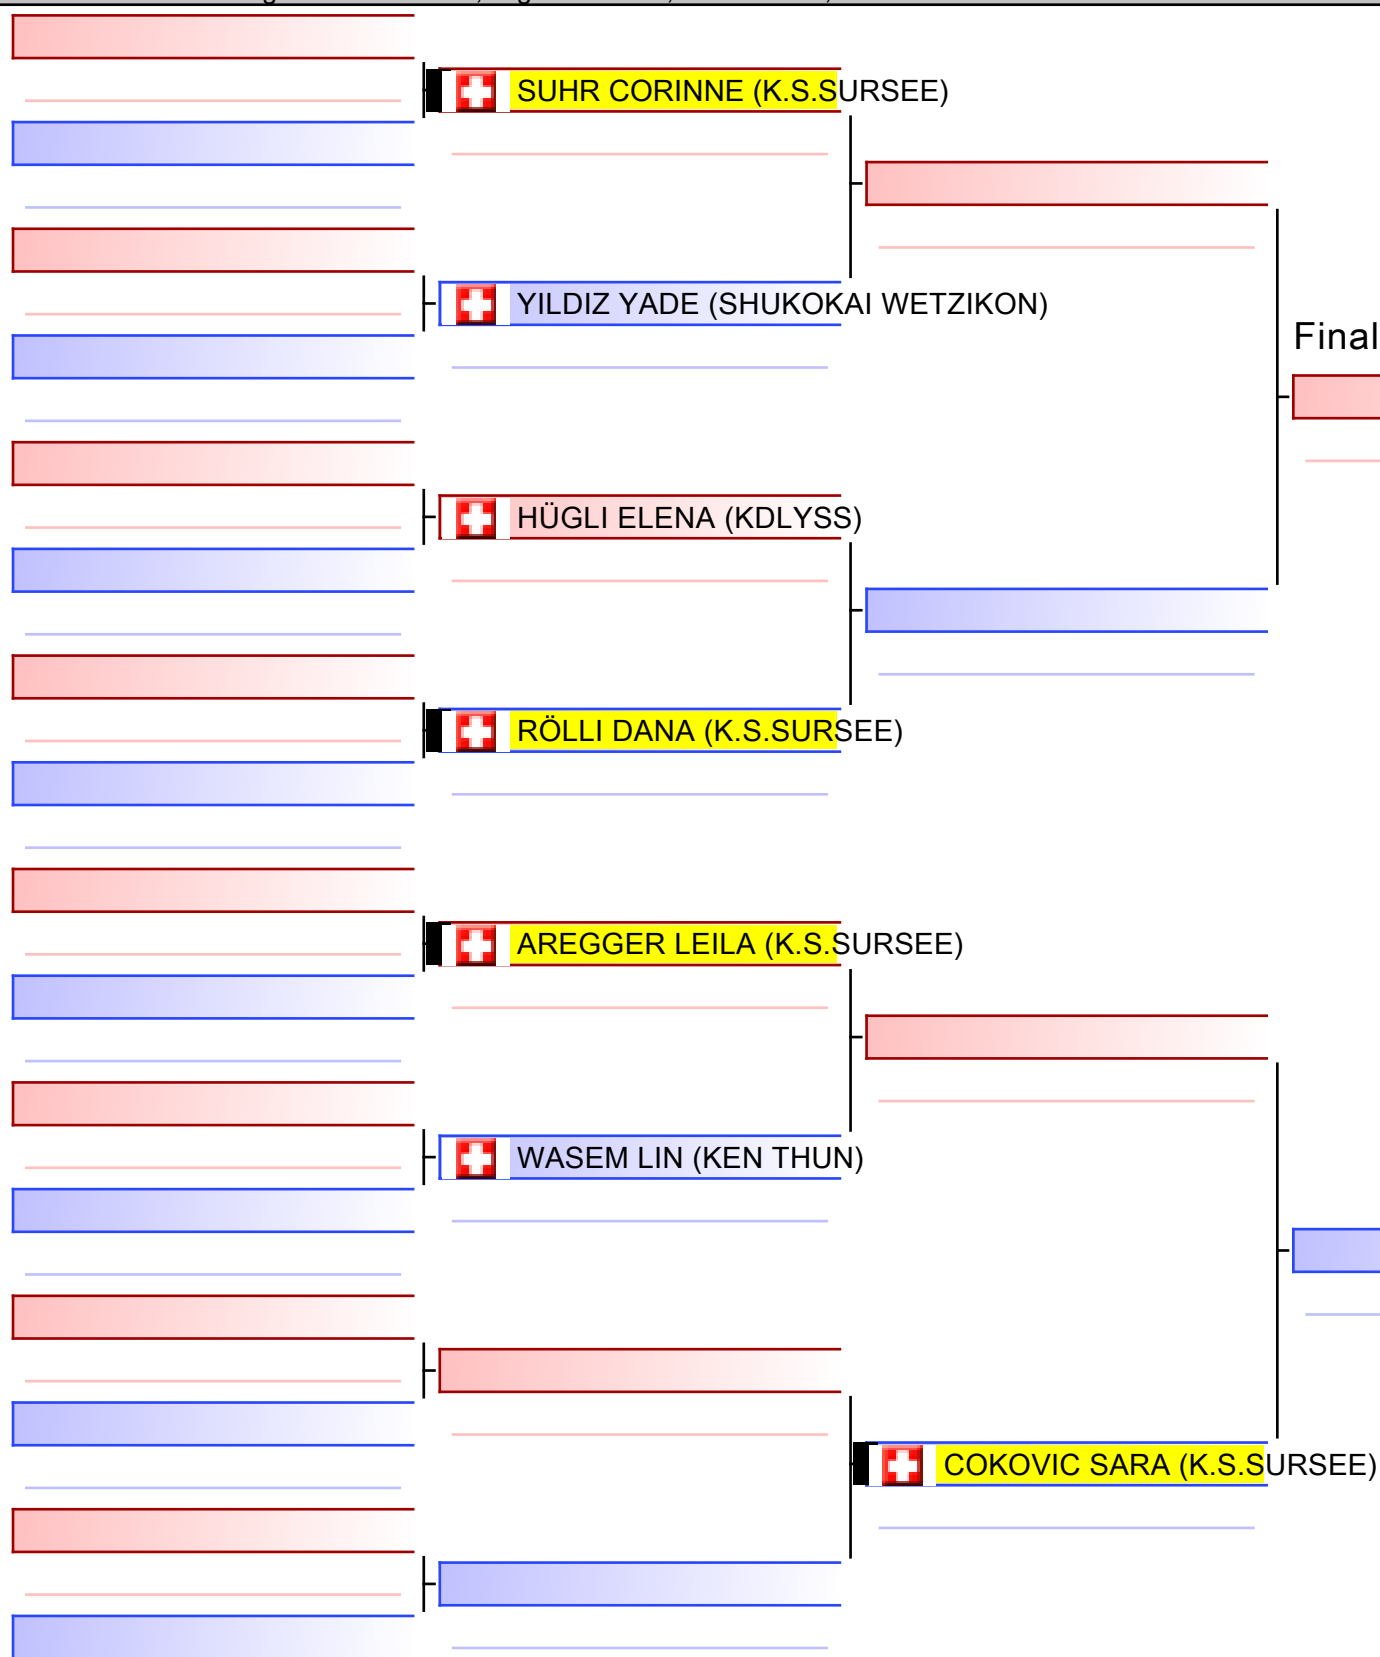 SUHR CORINNE (K.S.SURSEE)
YILDIZ YADE (SHUKOKAI WETZIKON)
Final
HÜGLI ELENA (KDLYSS)
RÖLLI DANA (K.S.SURSEE)
AREGGER LEILA (K.S.SURSEE)
WASEM LIN (KEN THUN)
COKOVIC SARA (K.S.SURSEE)